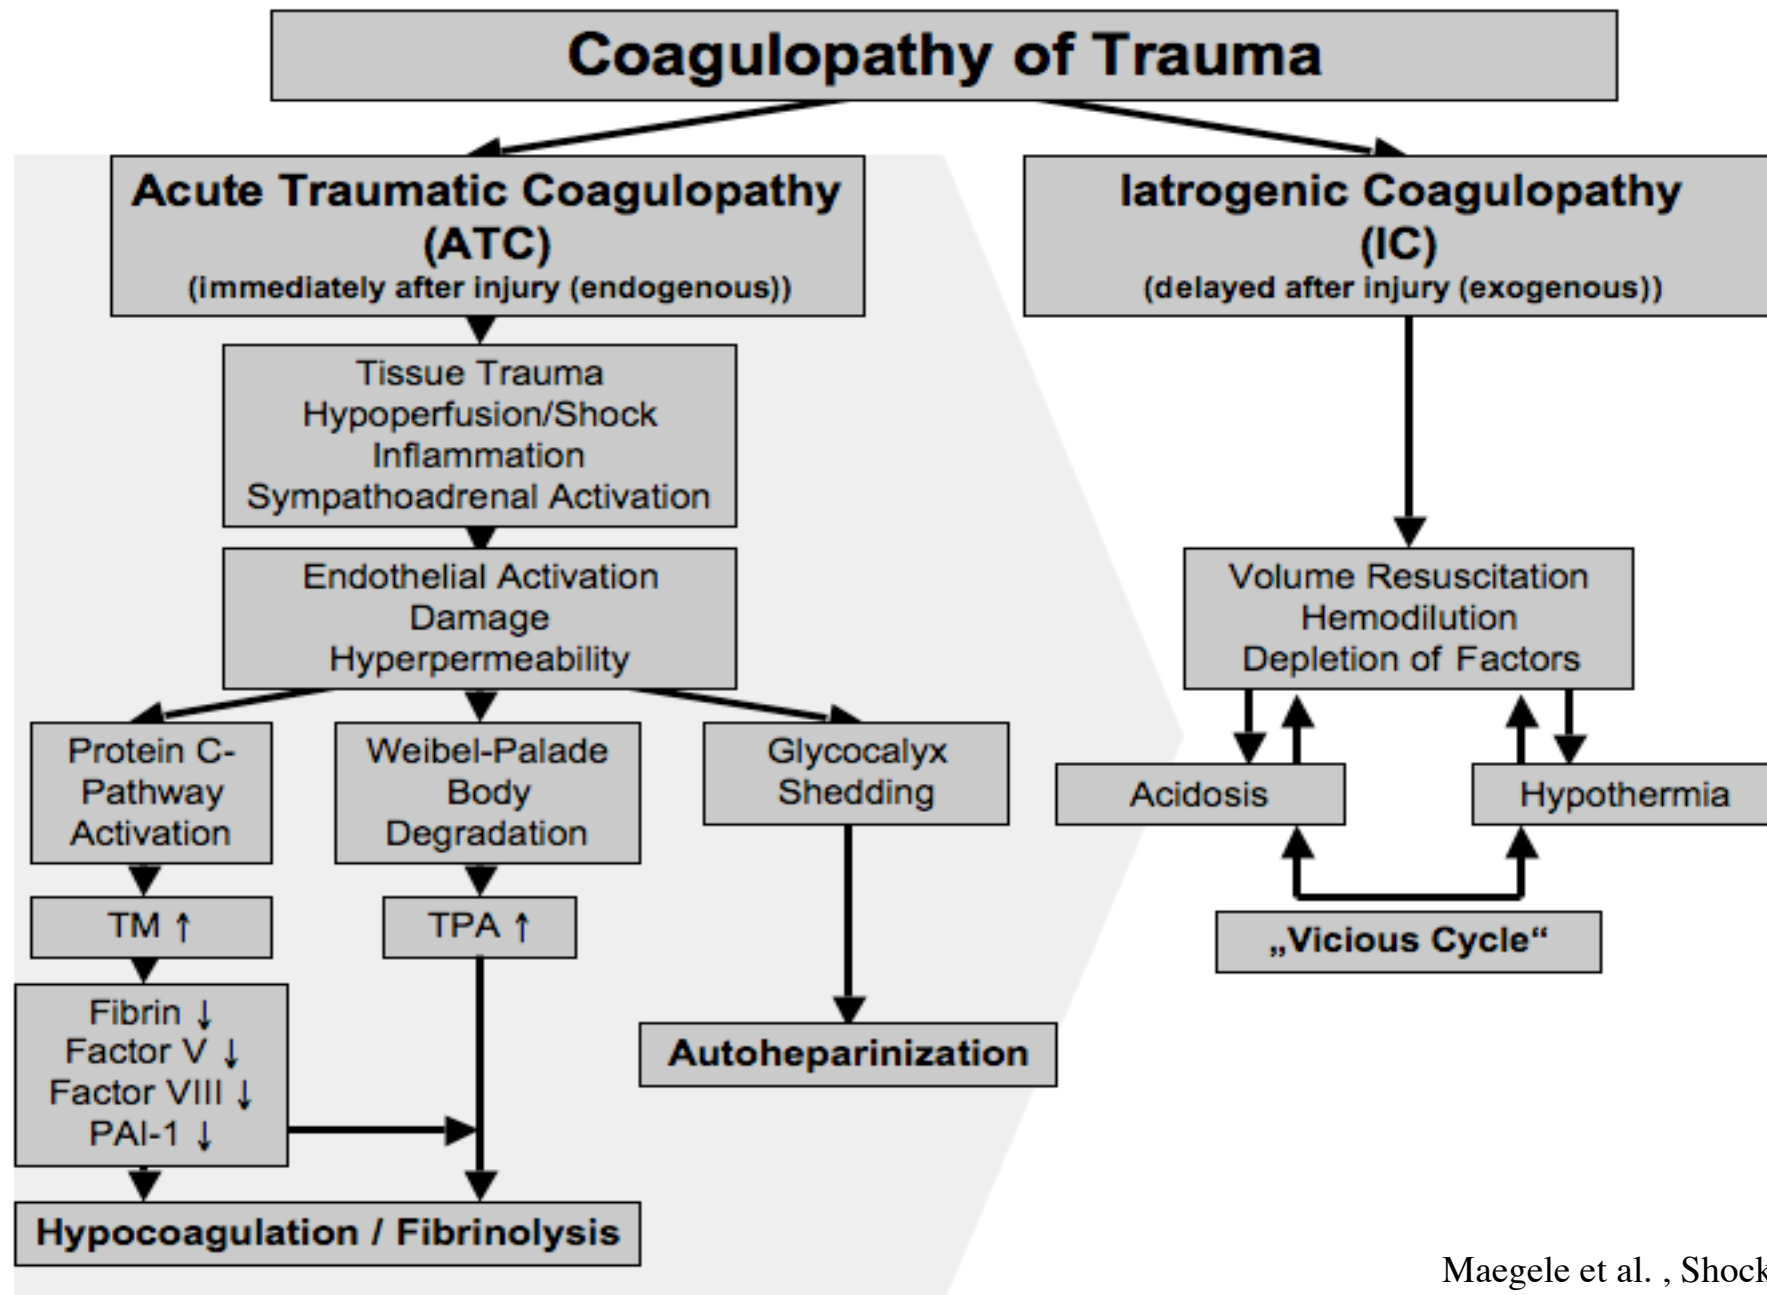 Coagulopathy of Trauma
Acute Traumatic Coagulopathy
(ATC)
(immediately after injury (endogenous))
Iatrogenic Coagulopathy
(IC)
(delayed after injury (exogenous))
Tissue Trauma
Hypoperfusion/Shock
Inflammation
Sympathoadrenal Activation
Endothelial Activation
Damage
Hyperpermeability
Volume Resuscitation
Hemodilution
Depletion of Factors
Protein C-
Pathway
Activation
Weibel-Palade
Body
Degradation
Glycocalyx
Shedding
Acidosis
Hypothermia
TM ↑
TPA ↑
„Vicious Cycle“
Fibrin ↓
Factor V ↓
Factor VIII ↓
PAI-1 ↓
Autoheparinization
Hypocoagulation / Fibrinolysis
Maegele et al. , Shock